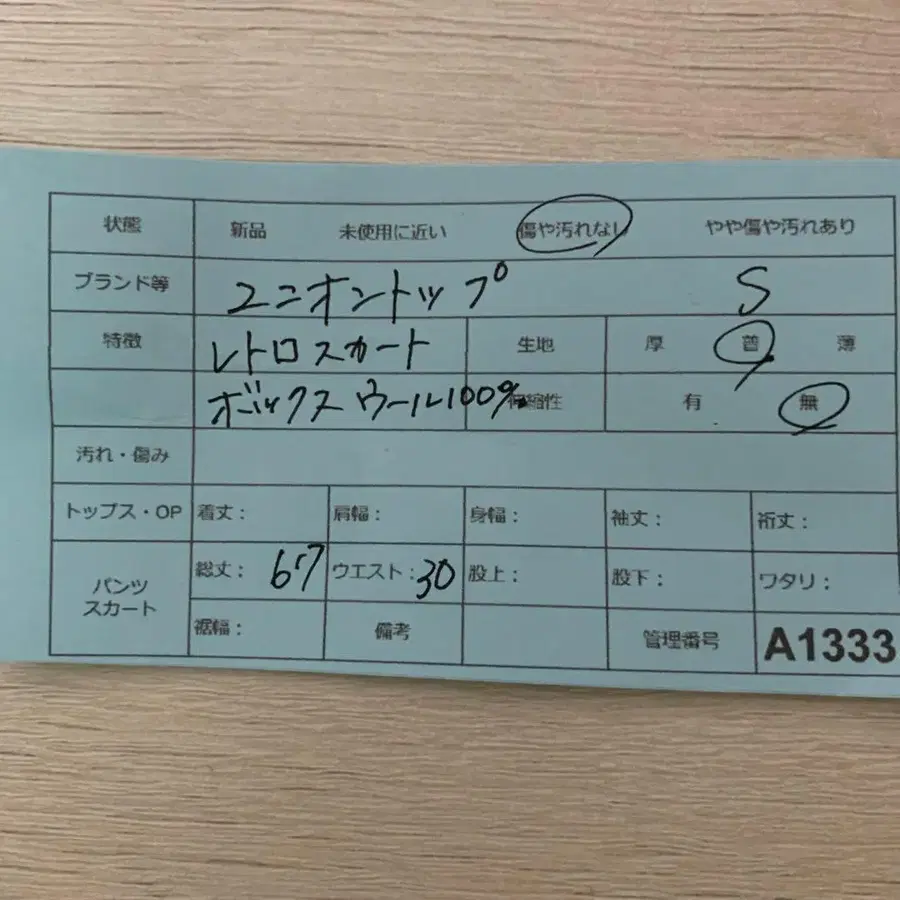 状態 新品 未使用に近い 傷や汚れなし やや傷や汚れあり
ブランド等 ユニオントップ S
特徴 レトロスカート 生地 厚 普 薄
ボックスウール100% 伸縮性 有 無
汚れ・傷み
トップス・OP 着丈: 肩幅: 身幅: 袖丈: 裄丈:
パンツ スカート 総丈: 67 ウエスト: 30 股上: 股下: ワタリ:
裾幅: 備考 管理番号 A1333